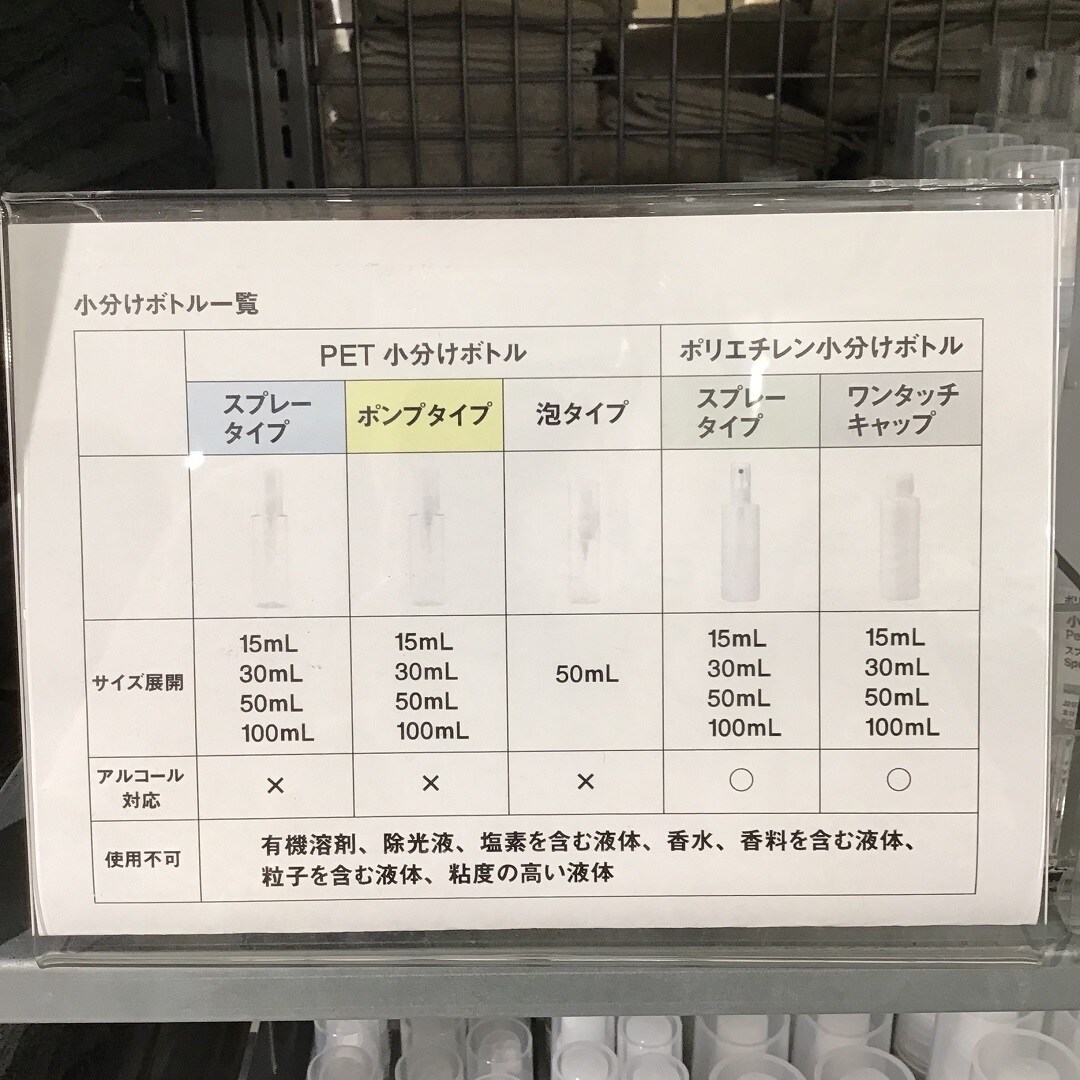 小分けボトル一覧
PET 小分けボトル
ポリエチレン小分けボトル
スプレー
タイプ
ポンプタイプ
泡タイプ
スプレー
タイプ
ワンタッチ
キャップ
サイズ展開
15mL
30mL
50mL
100mL
15mL
30mL
50mL
100mL
50mL
15mL
30mL
50mL
100mL
15mL
30mL
50mL
100mL
アルコール
対応
×
×
×
○
○
使用不可
有機溶剤、除光液、塩素を含む液体、香水、香料を含む液体、
粒子を含む液体、粘度の高い液体